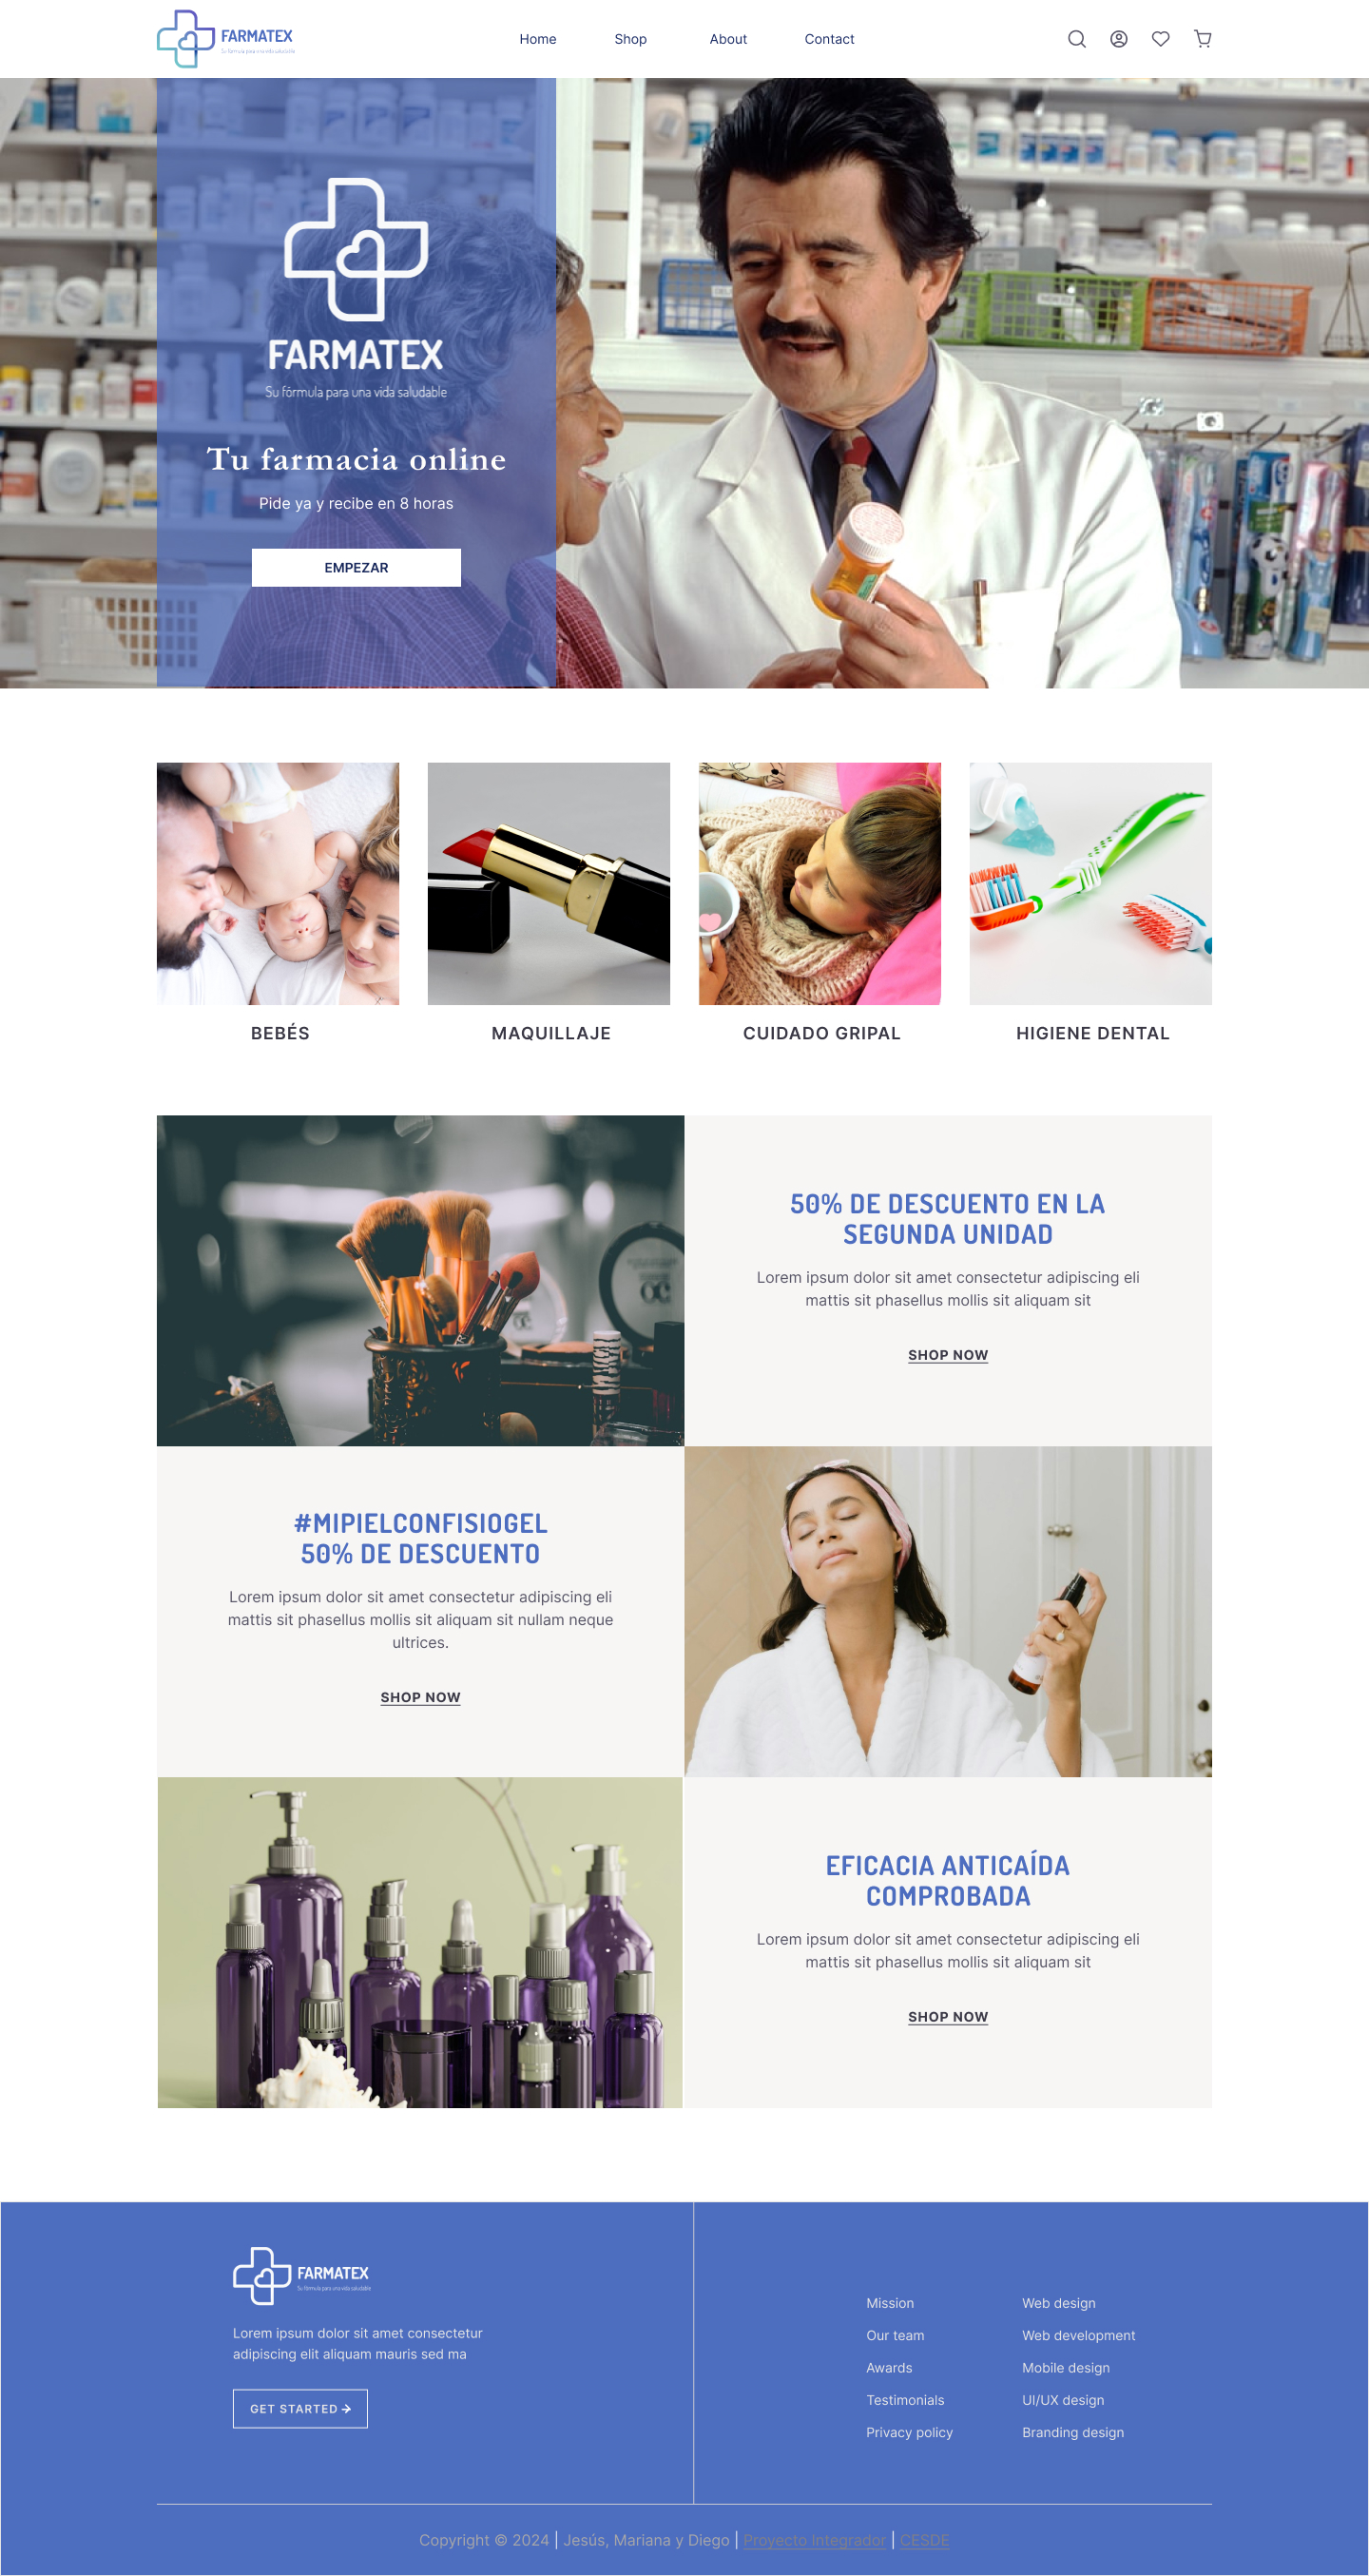 FARMATEX
Su fórmula para una vida saludable
Home Shop About Contact
FARMATEX
Su fórmula para una vida saludable
Tu farmacia online
Pide ya y recibe en 8 horas
EMPEZAR
BEBÉS
MAQUILLAJE
CUIDADO GRIPAL
HIGIENE DENTAL
50% DE DESCUENTO EN LA
SEGUNDA UNIDAD
Lorem ipsum dolor sit amet consectetur adipiscing eli
mattis sit phasellus mollis sit aliquam sit
SHOP NOW
#MIPIELCONFISIOGEL
50% DE DESCUENTO
Lorem ipsum dolor sit amet consectetur adipiscing eli
mattis sit phasellus mollis sit aliquam sit nullam neque
ultrices.
SHOP NOW
EFICACIA ANTICAÍDA
COMPROBADA
Lorem ipsum dolor sit amet consectetur adipiscing eli
mattis sit phasellus mollis sit aliquam sit
SHOP NOW
FARMATEX
Su fórmula para una vida saludable
Lorem ipsum dolor sit amet consectetur
adipiscing elit aliquam mauris sed ma
GET STARTED
Mission
Our team
Awards
Testimonials
Privacy policy
Web design
Web development
Mobile design
UI/UX design
Branding design
Copyright © 2024 | Jesús, Mariana y Diego | Proyecto Integrador | CESDE